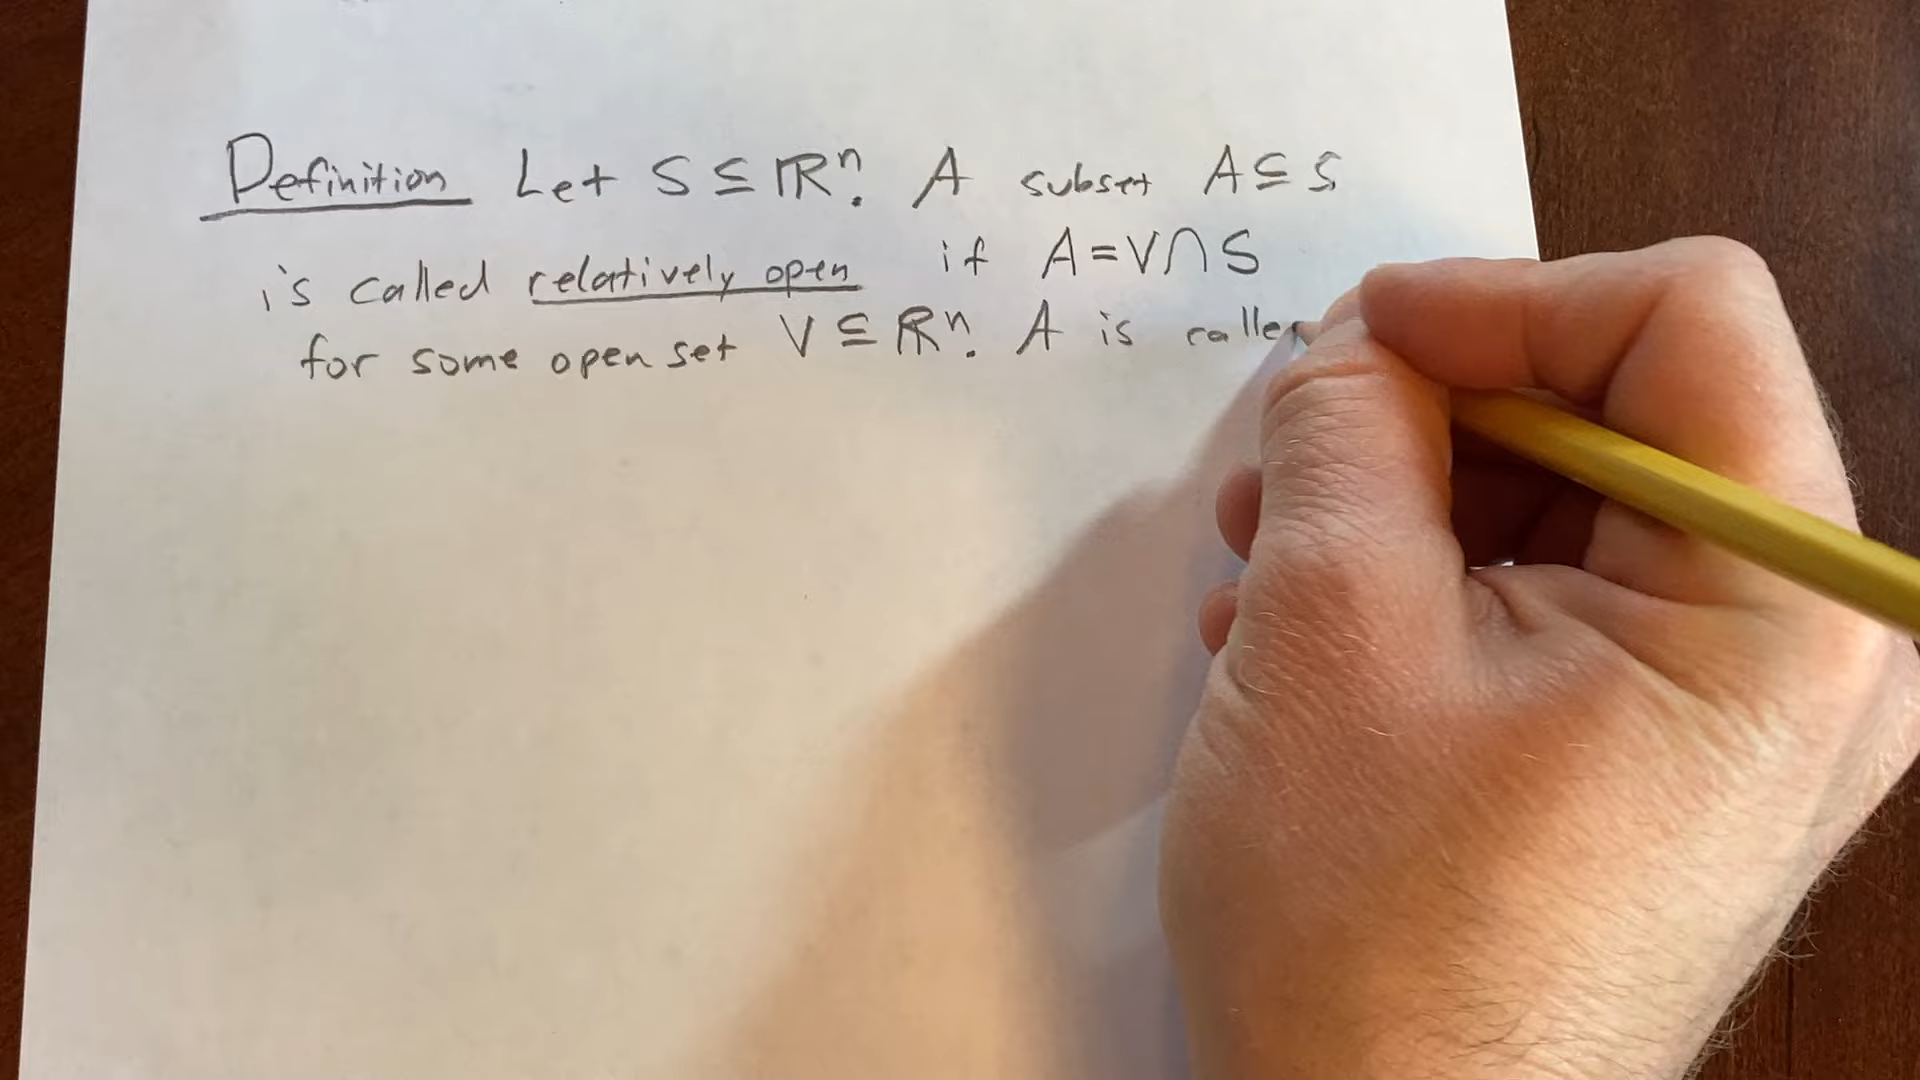 Definition Let S ⊆ ℝⁿ. A subset A ⊆ S
is called relatively open if A = V ∩ S
for some open set V ⊆ ℝⁿ. A is calle